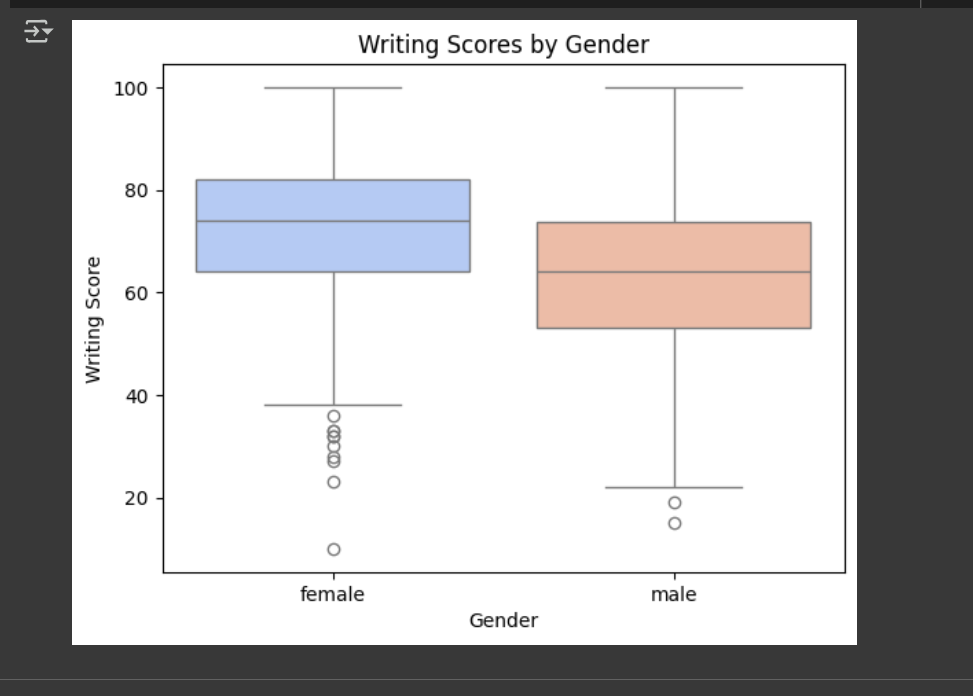 Writing Scores by Gender
100
80
60
40
20
Writing Score
female male
Gender